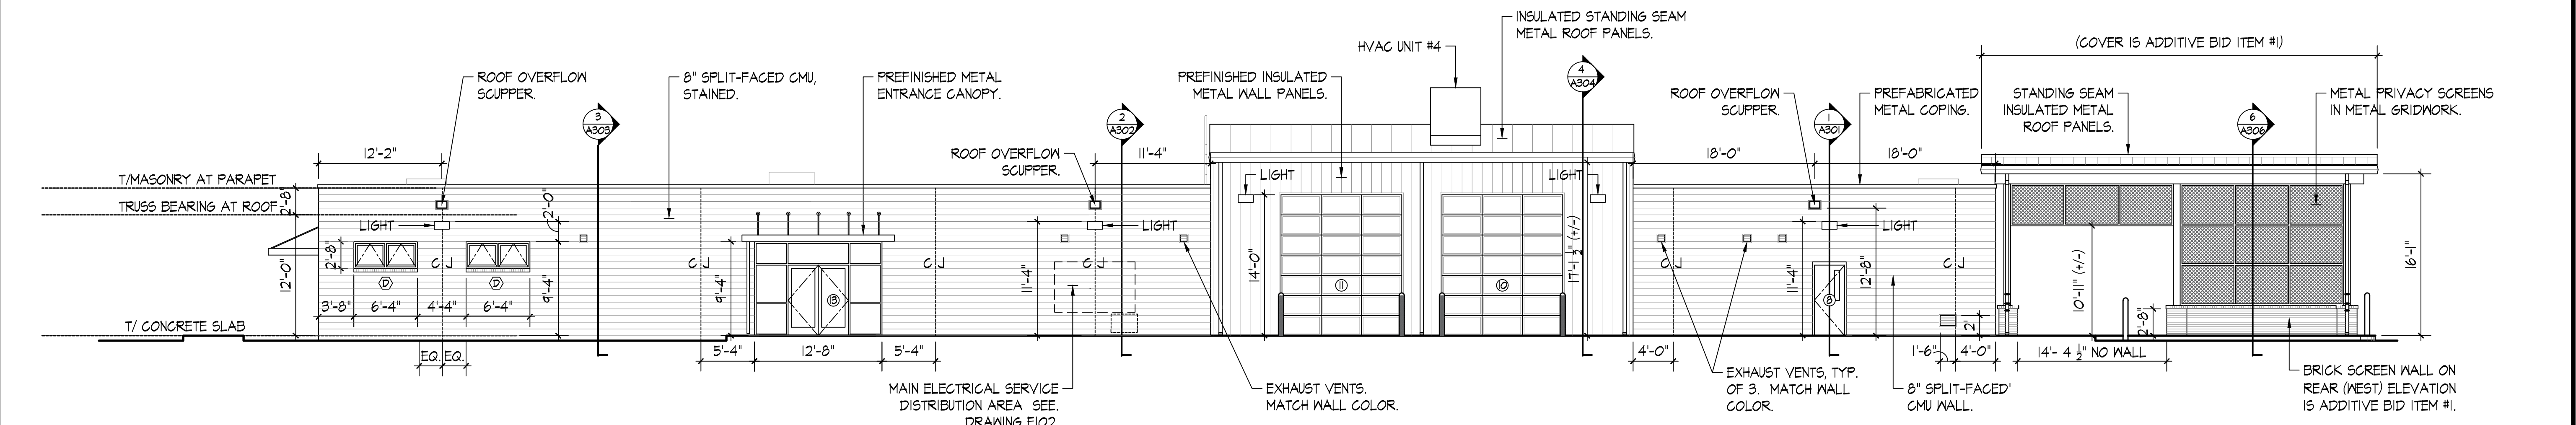 INSULATED STANDING SEAM
METAL ROOF PANELS.
HVAC UNIT #4
(COVER IS ADDITIVE BID ITEM #1)
ROOF OVERFLOW
SCUPPER.
8" SPLIT-FACED CMU,
STAINED.
PREFINISHED METAL
ENTRANCE CANOPY.
PREFINISHED INSULATED
METAL WALL PANELS.
4
A304
ROOF OVERFLOW
SCUPPER.
PREFABRICATED
METAL COPING.
STANDING SEAM
INSULATED METAL
ROOF PANELS.
METAL PRIVACY SCREENS
IN METAL GRIDWORK.
3
A303
2
A302
1
A301
6
A306
12'-2"
ROOF OVERFLOW
SCUPPER.
11'-4"
18'-0"
18'-0"
T/MASONRY AT PARAPET
2'-8"
TRUSS BEARING AT ROOF
2'-0"
LIGHT
LIGHT
LIGHT
LIGHT
LIGHT
12'-0"
2'-8"
D
D
C J
C J
C J
C J
C J
C J
9'-4"
9'-4"
11'-4"
14'-0"
17'-1 1/2" (+/-)
11'-4"
12'-8"
10'-11" (+/-)
16'-1"
3'-8"
6'-4"
4'-4"
6'-4"
13
11
10
8
2'
2'-8"
T/ CONCRETE SLAB
EQ.
EQ.
5'-4"
12'-8"
5'-4"
4'-0"
1'-6"
4'-0"
14'- 4 1/2" NO WALL
MAIN ELECTRICAL SERVICE
DISTRIBUTION AREA SEE.
DRAWING E102.
EXHAUST VENTS.
MATCH WALL COLOR.
EXHAUST VENTS, TYP.
OF 3. MATCH WALL
COLOR.
8" SPLIT-FACED'
CMU WALL.
BRICK SCREEN WALL ON
REAR (WEST) ELEVATION
IS ADDITIVE BID ITEM #1.